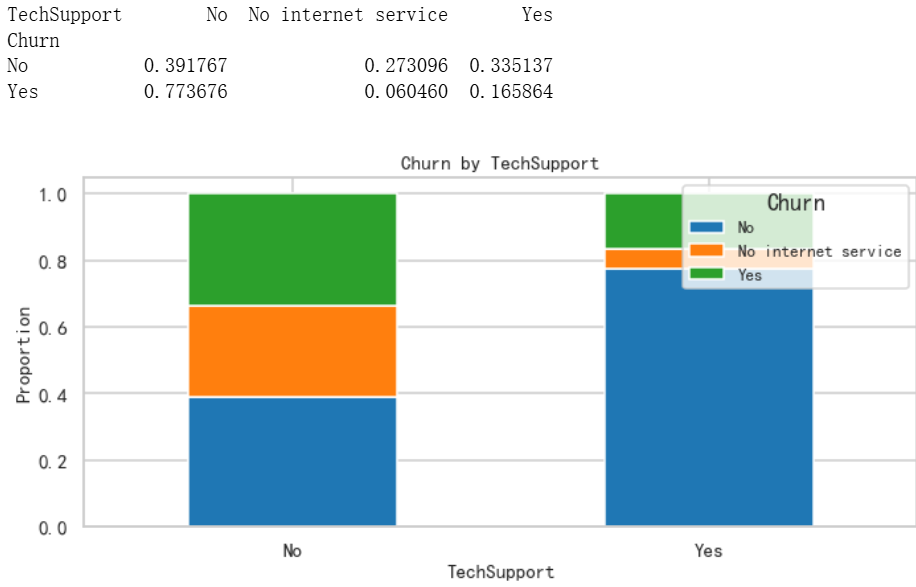 TechSupport No No internet service Yes
Churn
No 0.391767 0.273096 0.335137
Yes 0.773676 0.060460 0.165864
Churn by TechSupport
1.0
0.8
0.6
0.4
0.2
0.0
Proportion
Churn
No
No internet service
Yes
No Yes
TechSupport